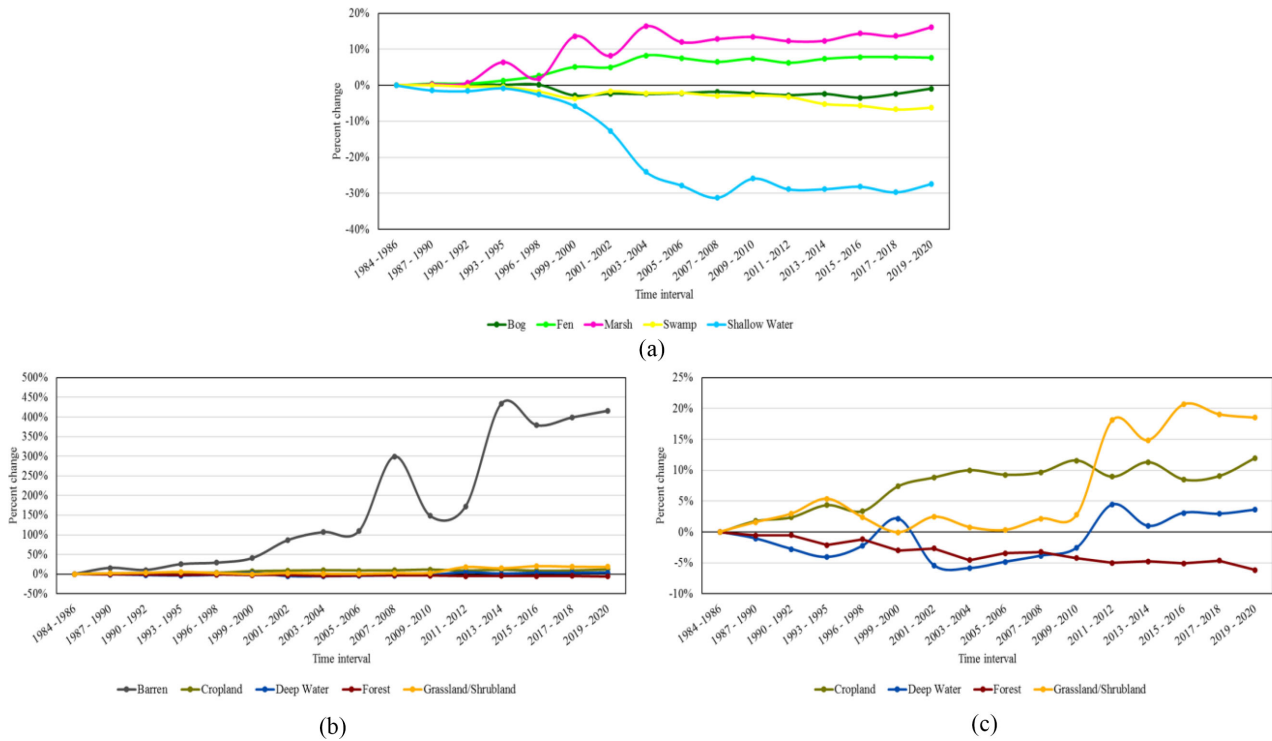 20%
10%
0%
-10%
-20%
-30%
-40%
Percent change
1984 -1986
1987 - 1990
1990 - 1992
1993 - 1995
1996 - 1998
1999 - 2000
2001 - 2002
2003 - 2004
2005 - 2006
2007 - 2008
2009 - 2010
2011 - 2012
2013 - 2014
2015 - 2016
2017 - 2018
2019 - 2020
Time interval
Bog Fen Marsh Swamp Shallow Water
(a)
500%
450%
400%
350%
300%
250%
200%
150%
100%
50%
0%
-50%
Percent change
1984 -1986
1987 - 1990
1990 - 1992
1993 - 1995
1996 - 1998
1999 - 2000
2001 - 2002
2003 - 2004
2005 - 2006
2007 - 2008
2009 - 2010
2011 - 2012
2013 - 2014
2015 - 2016
2017 - 2018
2019 - 2020
Time interval
Barren Cropland Deep Water Forest Grassland/Shrubland
(b)
25%
20%
15%
10%
5%
0%
-5%
-10%
Percent change
1984 -1986
1987 - 1990
1990 - 1992
1993 - 1995
1996 - 1998
1999 - 2000
2001 - 2002
2003 - 2004
2005 - 2006
2007 - 2008
2009 - 2010
2011 - 2012
2013 - 2014
2015 - 2016
2017 - 2018
2019 - 2020
Time interval
Cropland Deep Water Forest Grassland/Shrubland
(c)